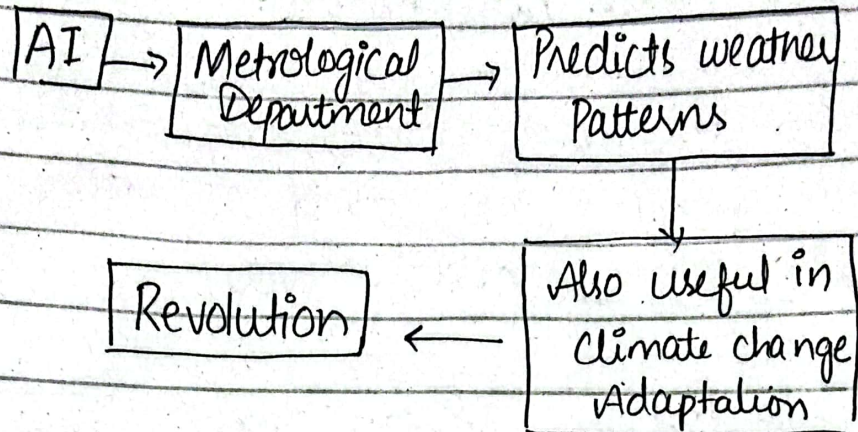 AI
Metrological
Department
Predicts weather
Patterns
Also useful in
Climate change
Adaptation
Revolution